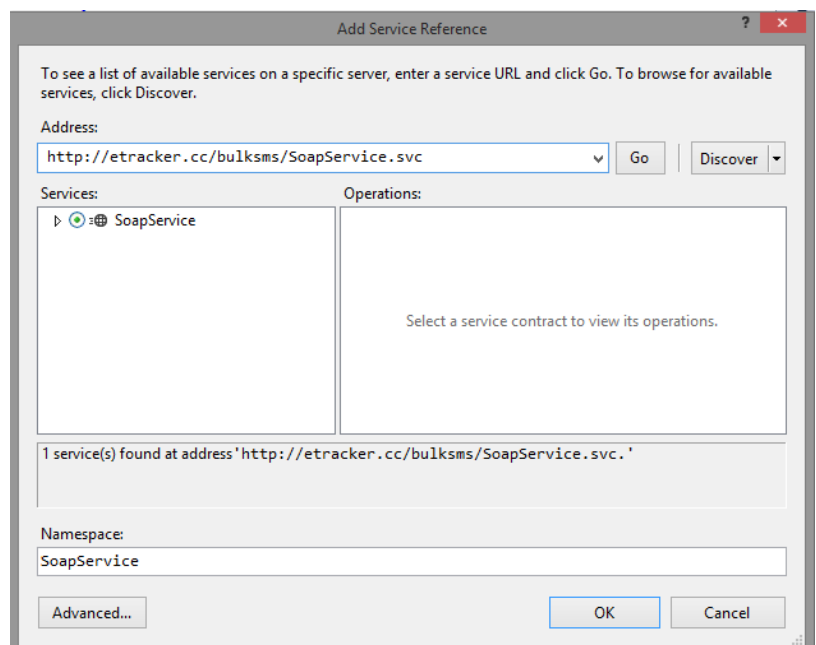 Add Service Reference
?
To see a list of available services on a specific server, enter a service URL and click Go. To browse for available
services, click Discover.
Address:
http://etracker.cc/bulksms/SoapService.svc
Go
Discover
Services:
Operations:
SoapService
Select a service contract to view its operations.
1 service(s) found at address'http://etracker.cc/bulksms/SoapService.svc.'
Namespace:
SoapService
Advanced...
OK
Cancel